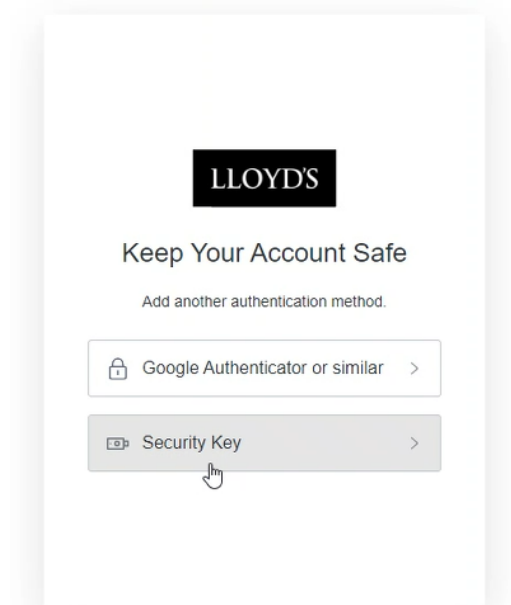 LLOYD'S
Keep Your Account Safe
Add another authentication method.
Google Authenticator or similar
Security Key